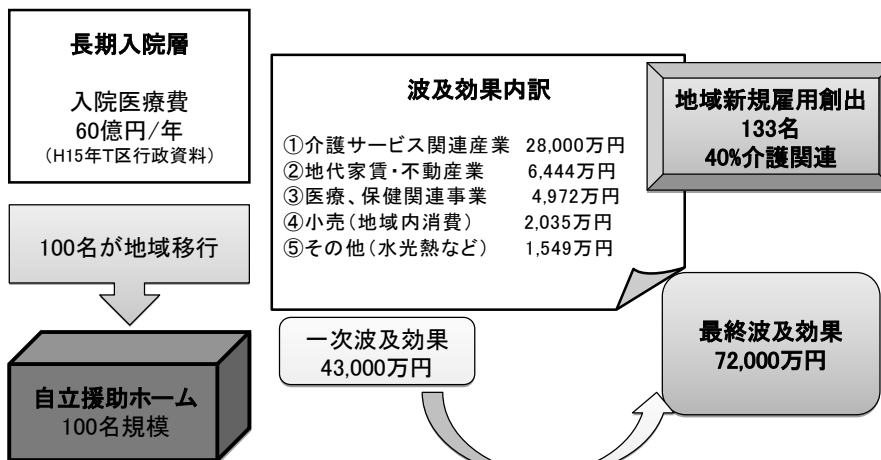 長期入院層
入院医療費
60億円/年
(H15年T区行政資料)
100名が地域移行
自立援助ホーム
100名規模
波及効果内訳
①介護サービス関連産業 28,000万円
②地代家賃・不動産業 6,444万円
③医療、保健関連事業 4,972万円
④小売(地域内消費) 2,035万円
⑤その他(水光熱など) 1,549万円
一次波及効果
43,000万円
地域新規雇用創出
133名
40%介護関連
最終波及効果
72,000万円